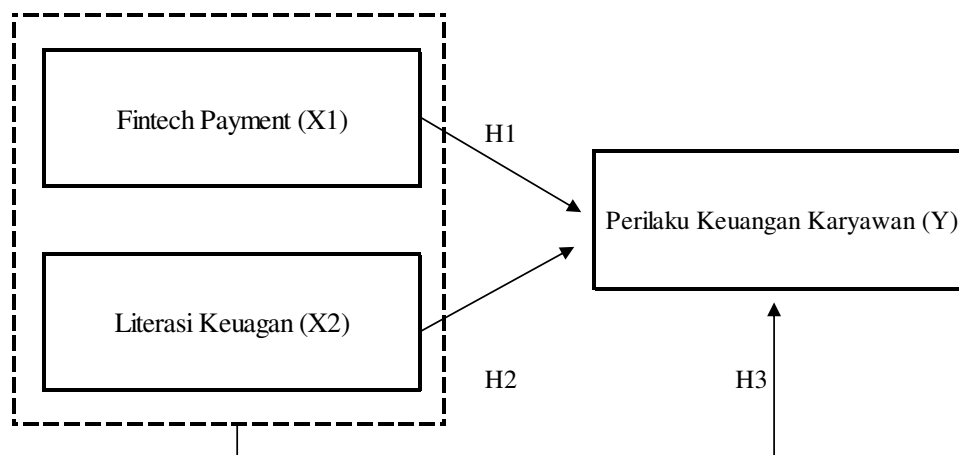 Fintech Payment (X1)
H1
Perilaku Keuangan Karyawan (Y)
Literasi Keuagan (X2)
H2
H3